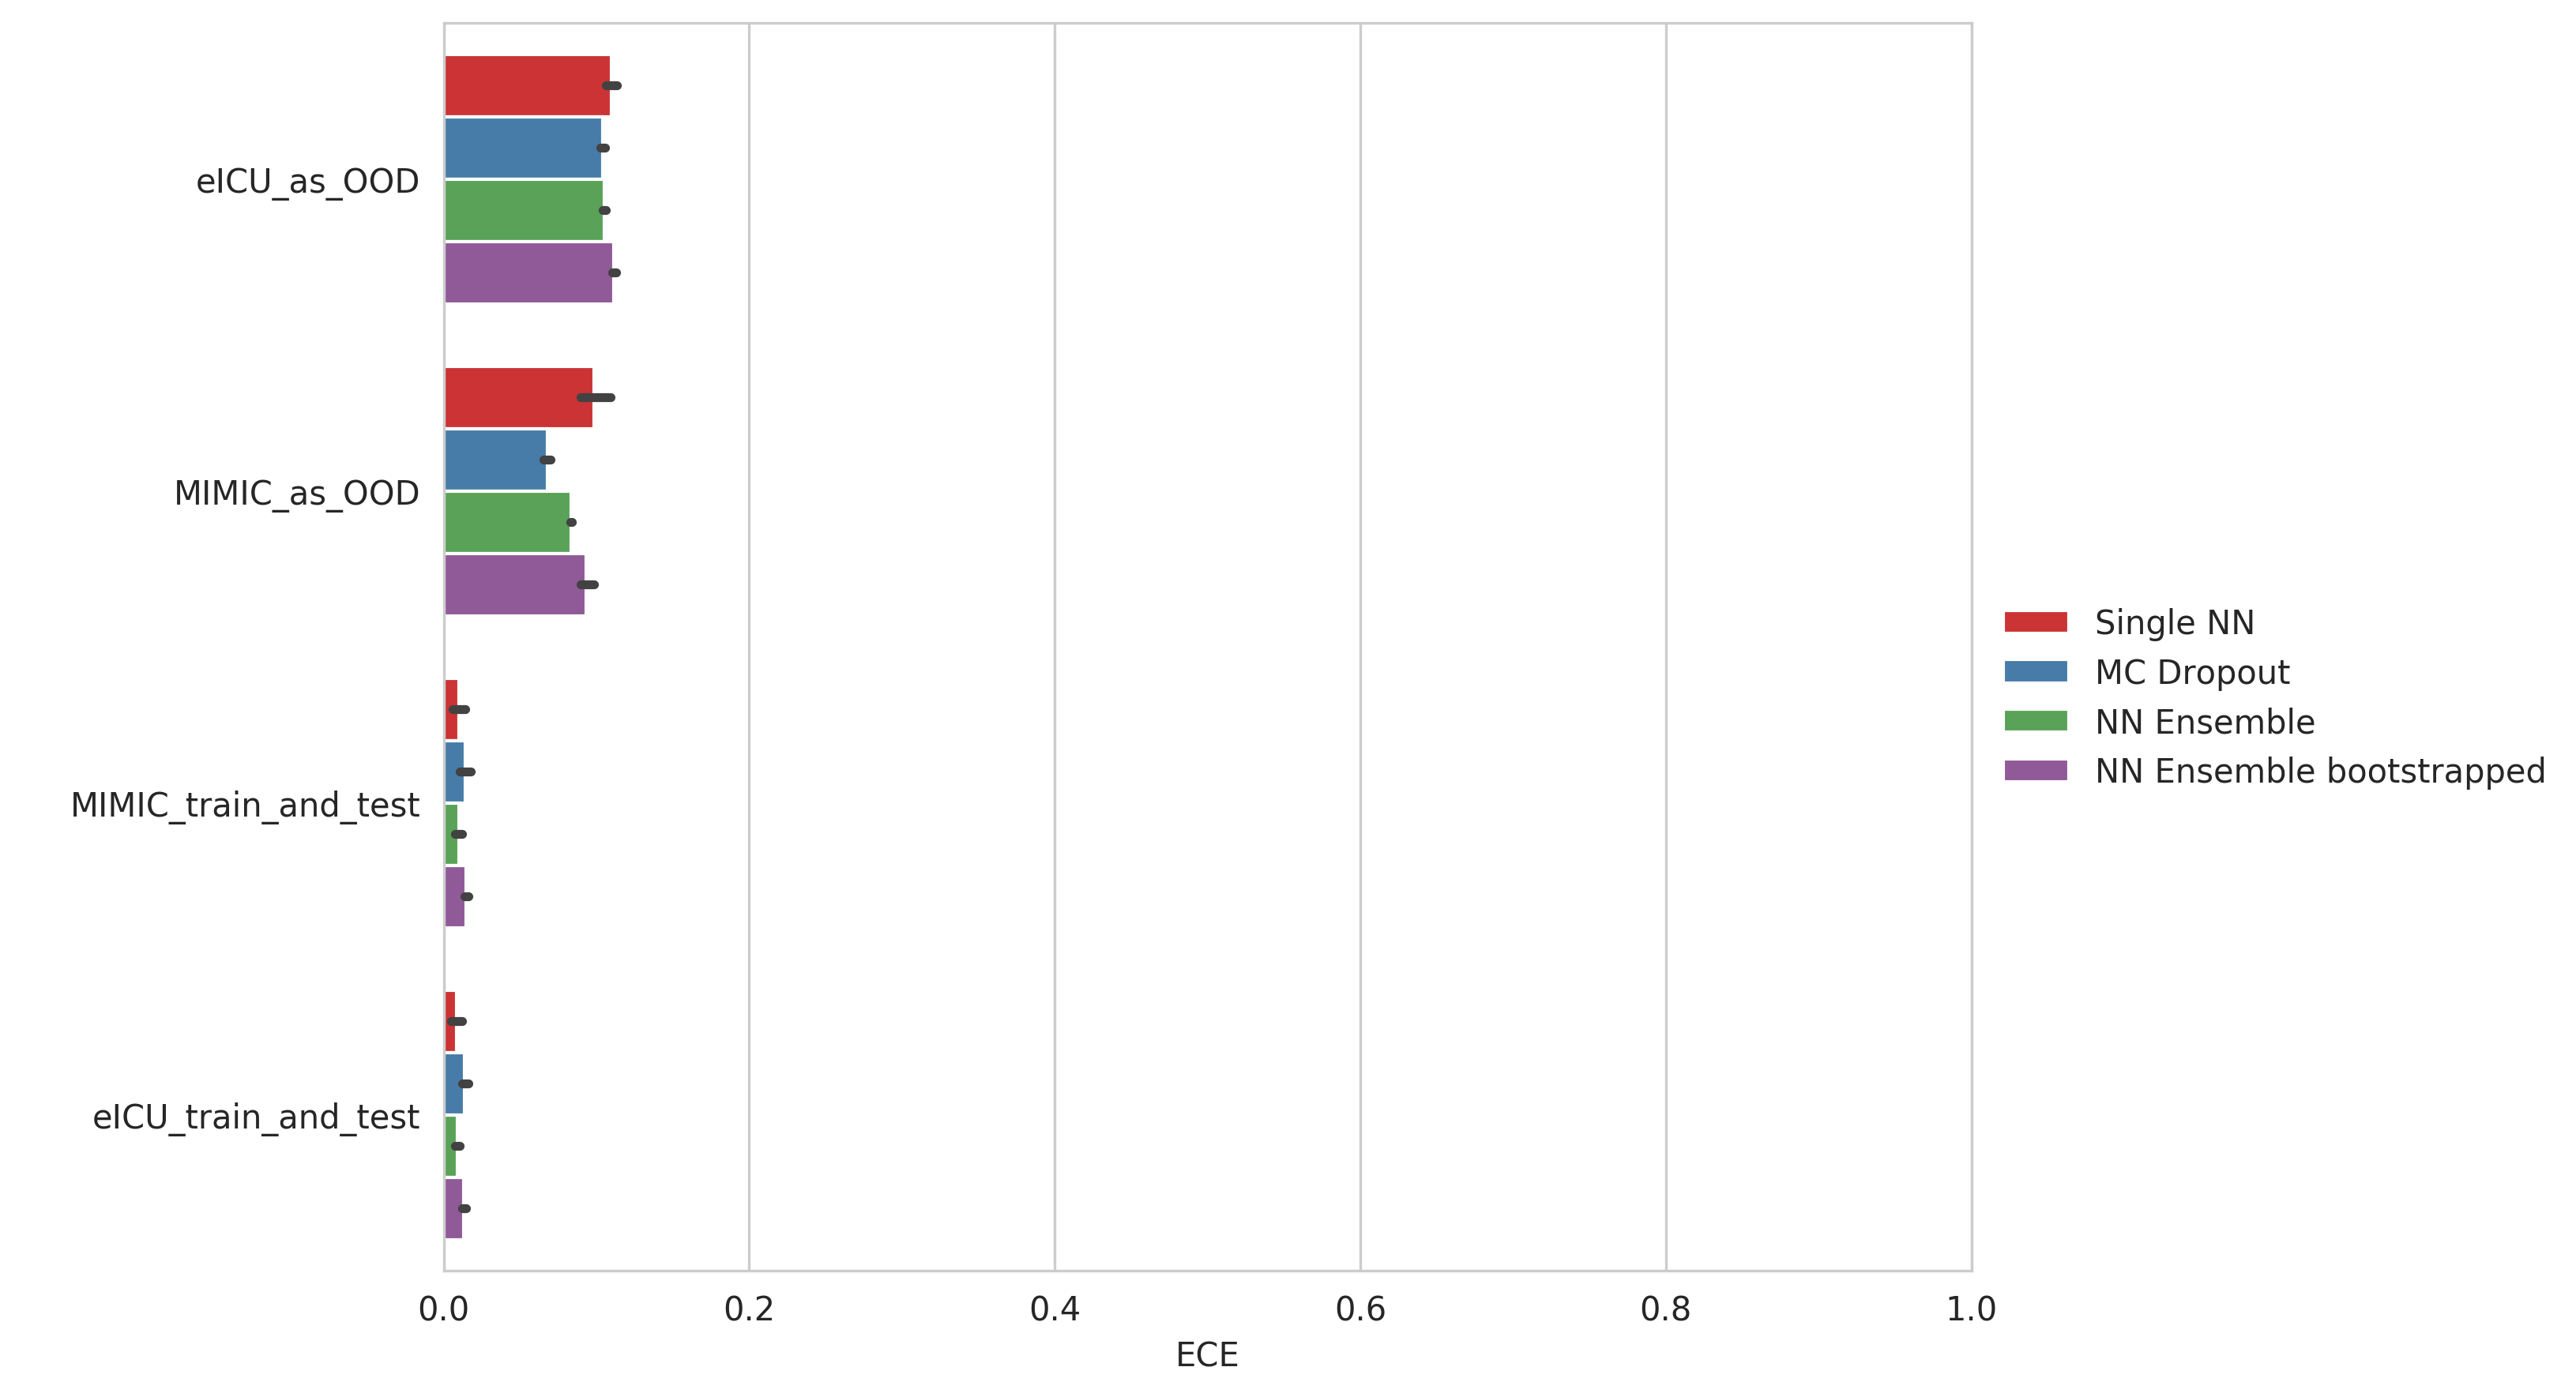 eICU_as_OOD
MIMIC_as_OOD
MIMIC_train_and_test
eICU_train_and_test
0.0 0.2 0.4 0.6 0.8 1.0
ECE
Single NN
MC Dropout
NN Ensemble
NN Ensemble bootstrapped